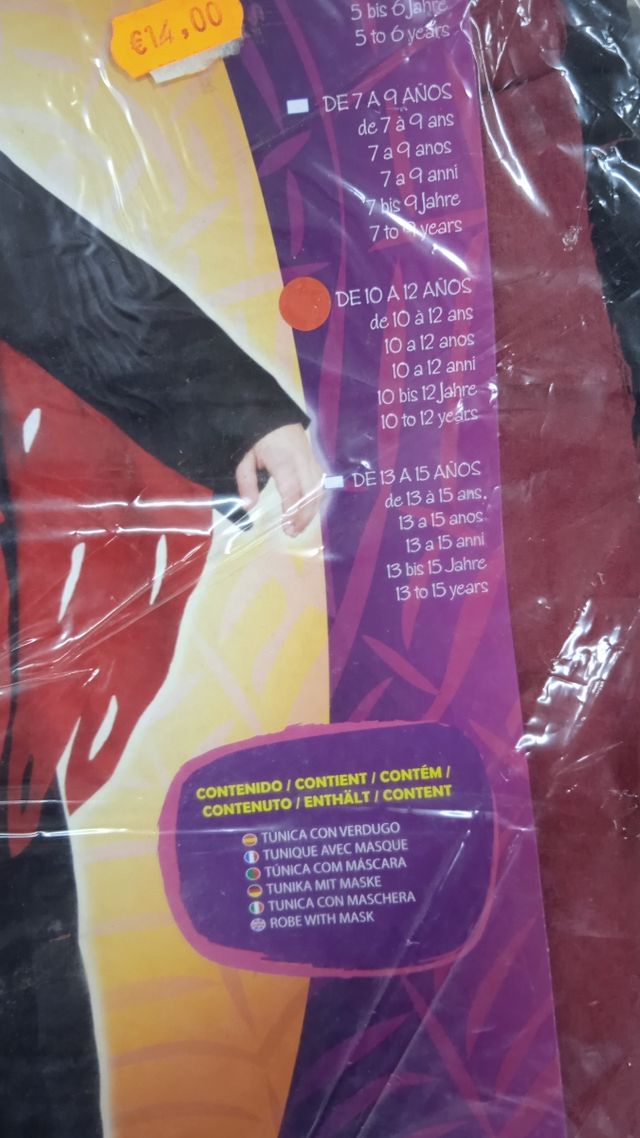 €14,00
5 bis 6 Jahre
5 to 6 years
DE 7 A 9 AÑOS
de 7 à 9 ans
7 a 9 anos
7 a 9 anni
7 bis 9 Jahre
7 to 9 years
DE 10 A 12 AÑOS
de 10 à 12 ans
10 a 12 anos
10 a 12 anni
10 bis 12 Jahre
10 to 12 years
DE 13 A 15 AÑOS
de 13 à 15 ans.
13 a 15 anos
13 a 15 anni
13 bis 15 Jahre
13 to 15 years
CONTENIDO / CONTIENT / CONTÉM /
CONTENUTO / ENTHÄLT / CONTENT
TUNICA CON VERDUGO
TUNIQUE AVEC MASQUE
TÚNICA COM MÁSCARA
TUNIKA MIT MASKE
TUNICA CON MASCHERA
ROBE WITH MASK